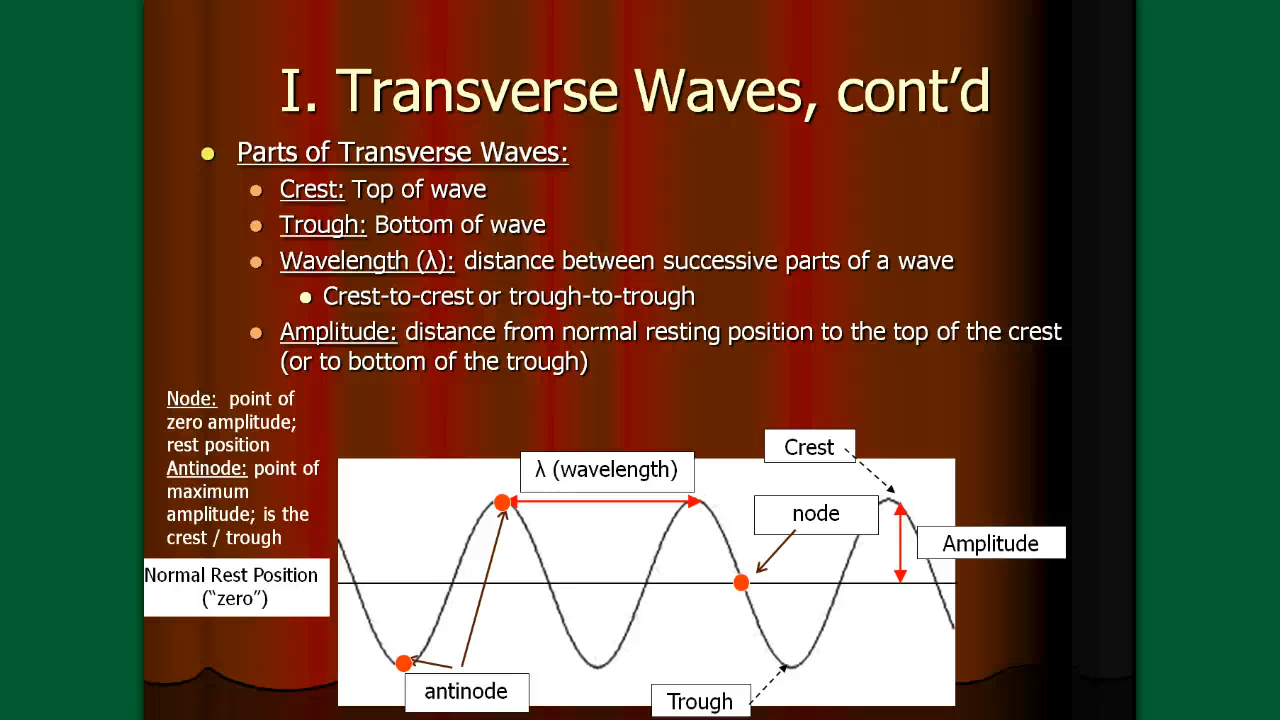 I. Transverse Waves, cont’d
Parts of Transverse Waves:
Crest: Top of wave
Trough: Bottom of wave
Wavelength (λ): distance between successive parts of a wave
Crest-to-crest or trough-to-trough
Amplitude: distance from normal resting position to the top of the crest
(or to bottom of the trough)
Node: point of
zero amplitude;
rest position
Antinode: point of
maximum
amplitude; is the
crest / trough
Normal Rest Position
(“zero”)
λ (wavelength)
Crest
node
Amplitude
antinode
Trough